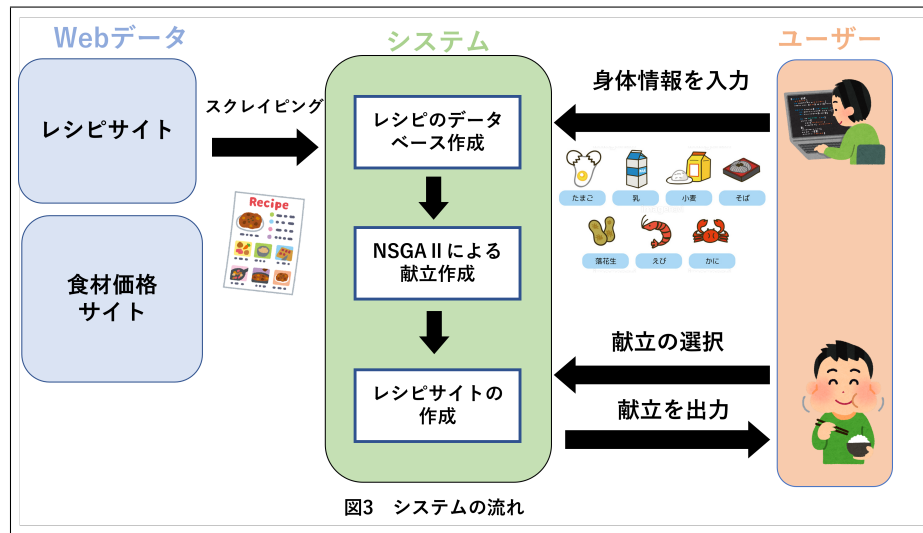 Webデータ
システム
ユーザー
レシピサイト
食材価格
サイト
スクレイピング
Recipe
レシピのデータ
ベース作成
NSGAⅡによる
献立作成
レシピサイトの
作成
身体情報を入力
たまご
乳
小麦
そば
落花生
えび
かに
献立の選択
献立を出力
図3 システムの流れ